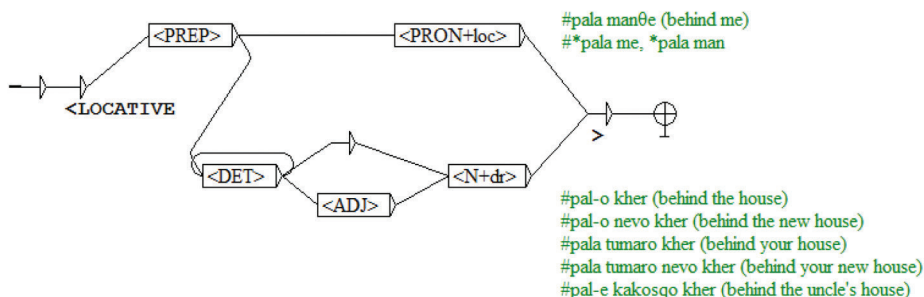 <PREP>
<PRON+loc>
#pala manθe (behind me)
#*pala me, *pala man
<LOCATIVE
>
<DET>
<ADJ>
<N+dr>
#pal-o kher (behind the house)
#pal-o nevo kher (behind the new house)
#pala tumaro kher (behind your house)
#pala tumaro nevo kher (behind your new house)
#pal-e kakosqo kher (behind the uncle's house)